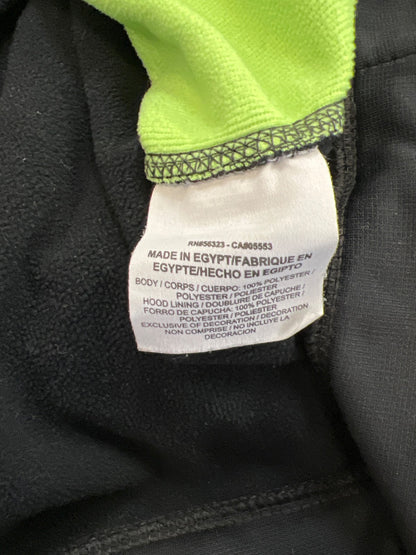 RN#56323 - CA#05553
MADE IN EGYPT/FABRIQUE EN
EGYPTE/HECHO EN EGIPTO
BODY / CORPS / CUERPO: 100% POLYESTER /
POLYESTER / POLIESTER
HOOD LINING / DOUBLURE DE CAPUCHE /
FORRO DE CAPUCHA: 100% POLYESTER /
POLYESTER / POLIESTER
EXCLUSIVE OF DECORATION / DECORATION
NON COMPRISE / NO INCLUYE LA
DECORACION